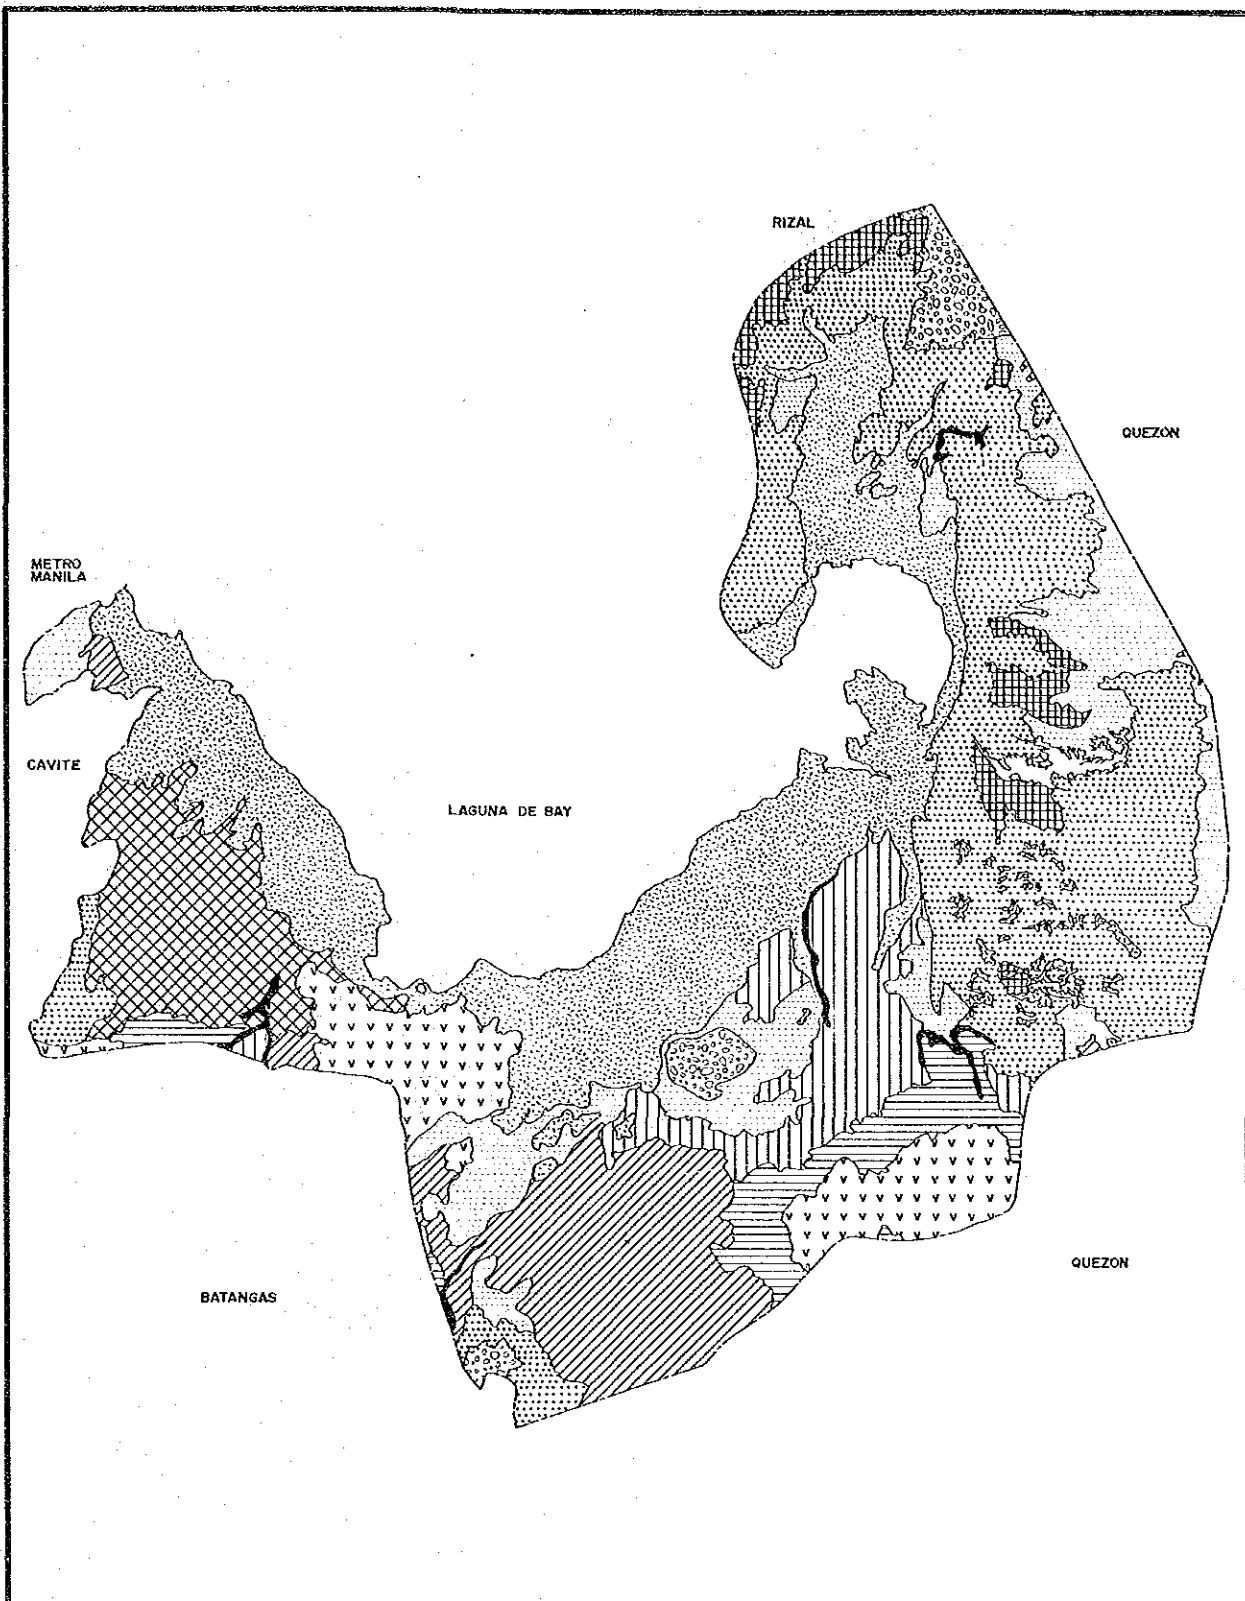 RIZAL
QUEZON
METRO
MANILA
CAVITE
LAGUNA DE BAY
QUEZON
BATANGAS